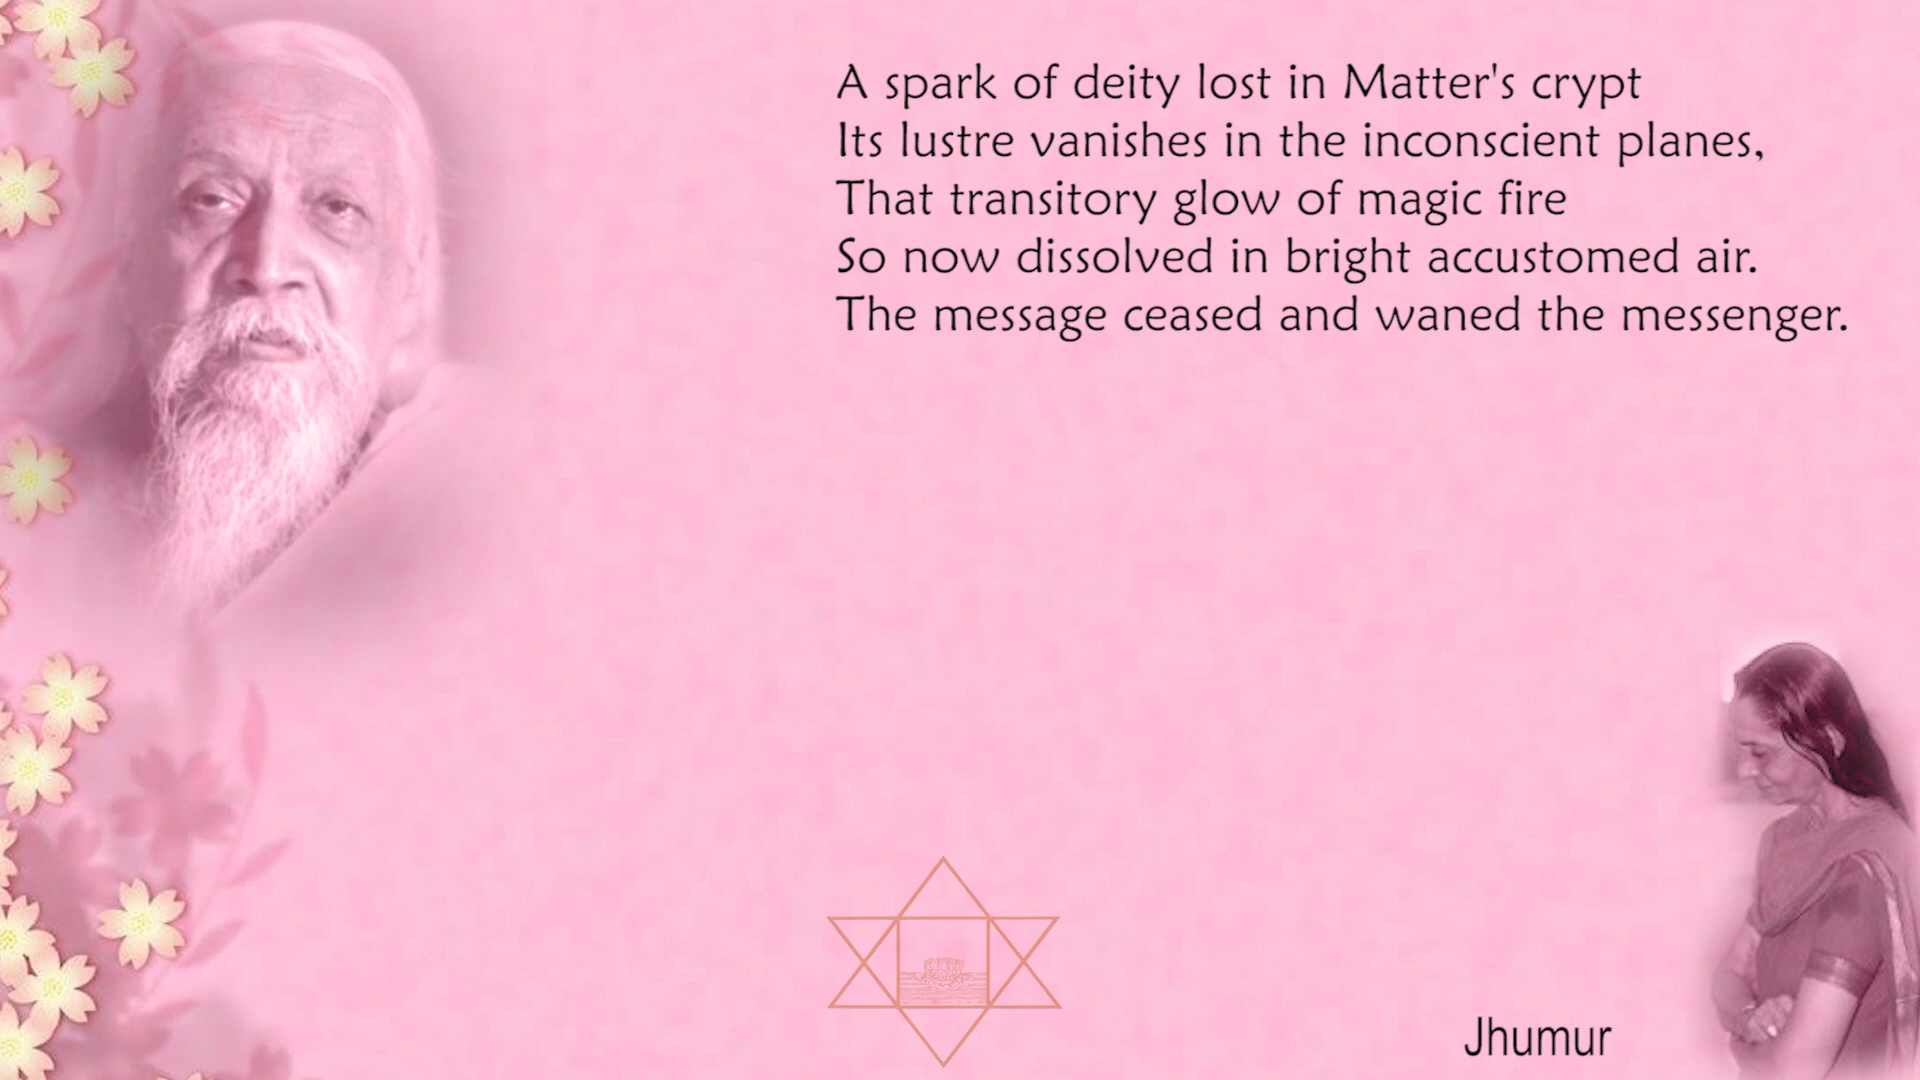 A spark of deity lost in Matter's crypt
Its lustre vanishes in the inconscient planes,
That transitory glow of magic fire
So now dissolved in bright accustomed air.
The message ceased and waned the messenger.
Jhumur